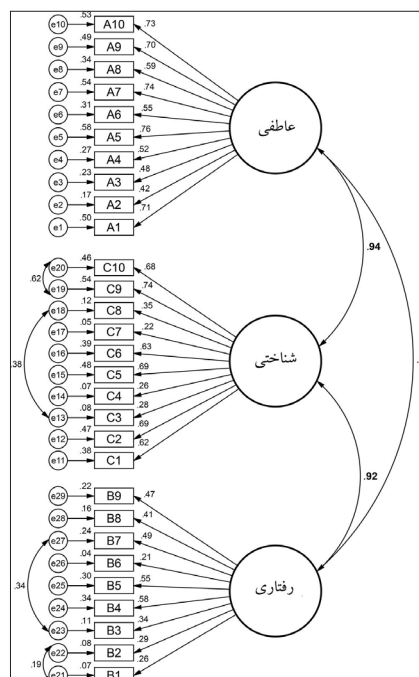 .53
e10 A10 .73
.49
e9 A9 .70
.34
e8 A8 .59
.54
e7 A7 .74
.31
e6 A6 .55
عاطفی
.58
e5 A5 .76
.27
e4 A4 .52
.23
e3 A3 .48
.17
e2 A2 .42
.50
e1 A1 .71
.94
.46
e20 C10 .68
.62
.54
e19 C9 .74
.12
e18 C8 .35
.05
e17 C7 .22
.39
e16 C6 .63
شناختی
.38
.48
e15 C5 .69
.07
e14 C4 .26
.08
e13 C3 .28
.47
e12 C2 .69
.38
e11 C1 .62
.92
.22
e29 B9 .47
.16
e28 B8 .41
.24
e27 B7 .49
.04
e26 B6 .21
رفتاری
.34
.30
e25 B5 .55
.34
e24 B4 .58
.11
e23 B3 .34
.08
e22 B2 .29
.19
.07
e21 B1 .26